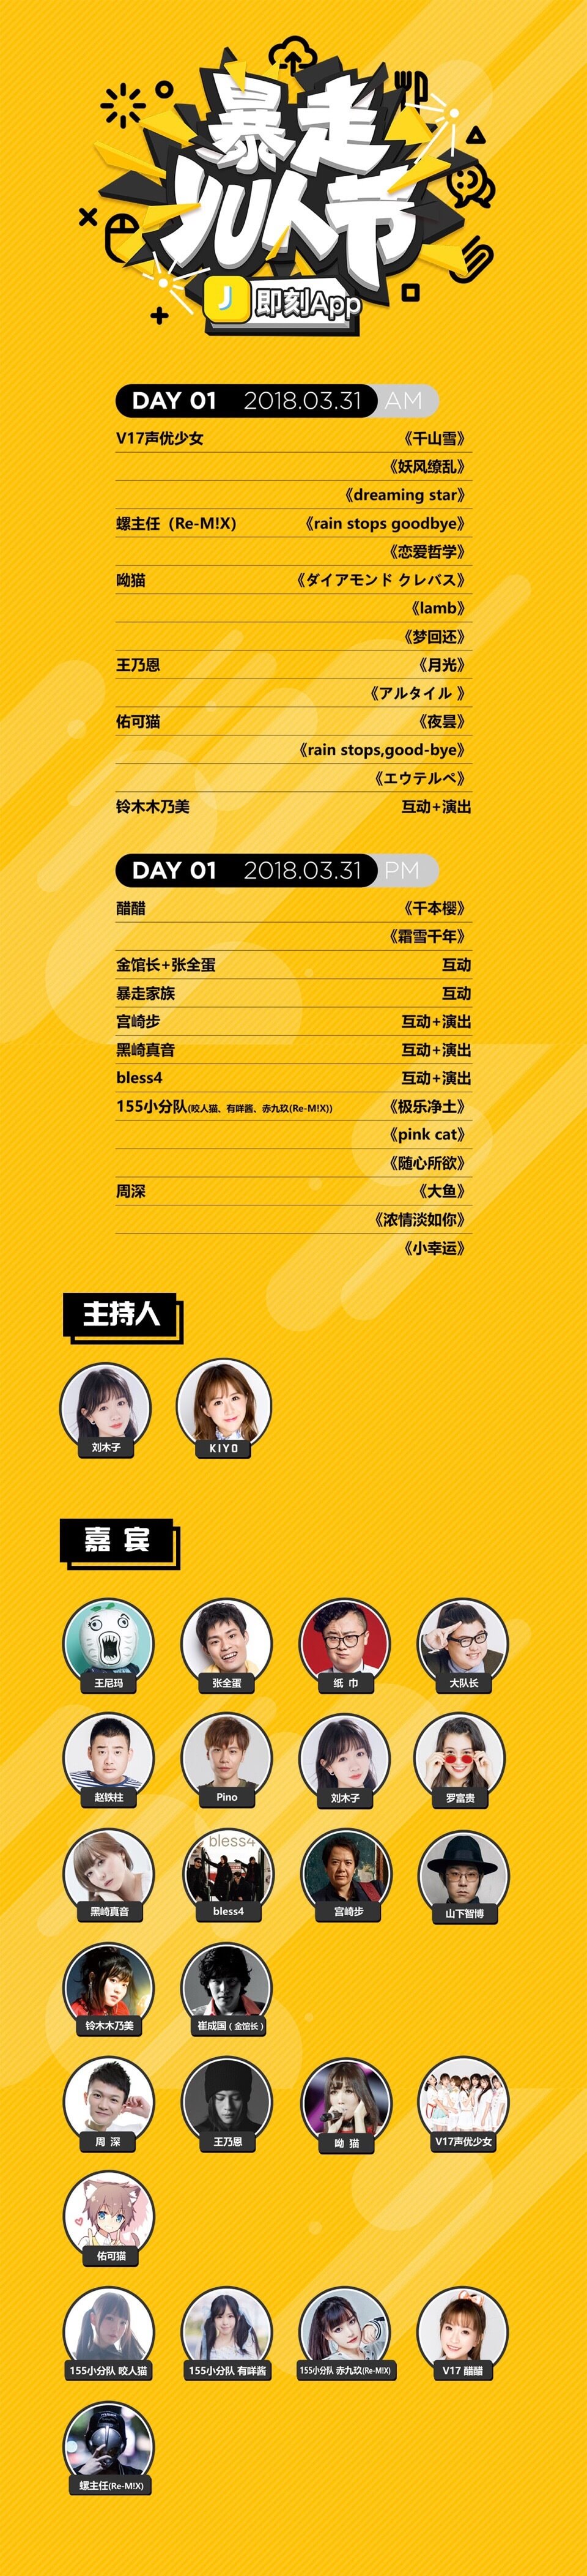 暴走
YU人节
即刻App
DAY 01 2018.03.31 AM
V17声优少女 《千山雪》
《妖风缭乱》
《dreaming star》
螺主任（Re-M!X） 《rain stops goodbye》
《恋爱哲学》
呦猫 《ダイアモンド クレバス》
《lamb》
《梦回还》
王乃恩 《月光》
《アルタイル 》
佑可猫 《夜昙》
《rain stops,good-bye》
《エウテルペ》
铃木木乃美 互动+演出
DAY 01 2018.03.31 PM
醋醋 《千本樱》
《霜雪千年》
金馆长+张全蛋 互动
暴走家族 互动
宫崎步 互动+演出
黑崎真音 互动+演出
bless4 互动+演出
155小分队(咬人猫、有咩酱、赤九玖(Re-M!X)) 《极乐净土》
《pink cat》
《随心所欲》
周深 《大鱼》
《浓情淡如你》
《小幸运》
主持人
刘木子 KIYO
嘉 宾
王尼玛 张全蛋 纸 巾 大队长
赵铁柱 Pino 刘木子 罗富贵
bless4
黑崎真音 bless4 宫崎步 山下智博
铃木木乃美 崔成国（金馆长）
周 深 王乃恩 呦 猫 V17声优少女
佑可猫
155小分队 咬人猫 155小分队 有咩酱 155小分队 赤九玖(Re-M!X) V17 醋醋
螺主任(Re-M!X)